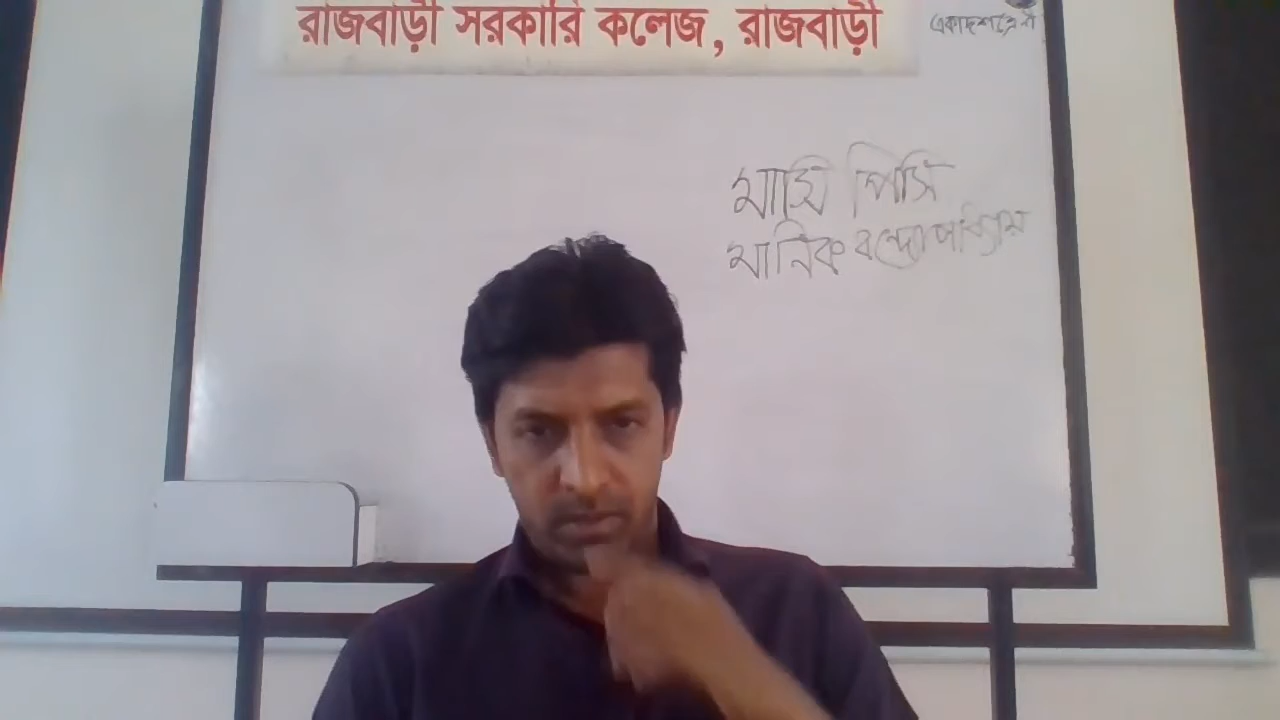 রাজবাড়ী সরকারি কলেজ, রাজবাড়ী
একাদশ শ্রেণী
মাসি পিসি
মানিক বন্দ্যোপাধ্যায়